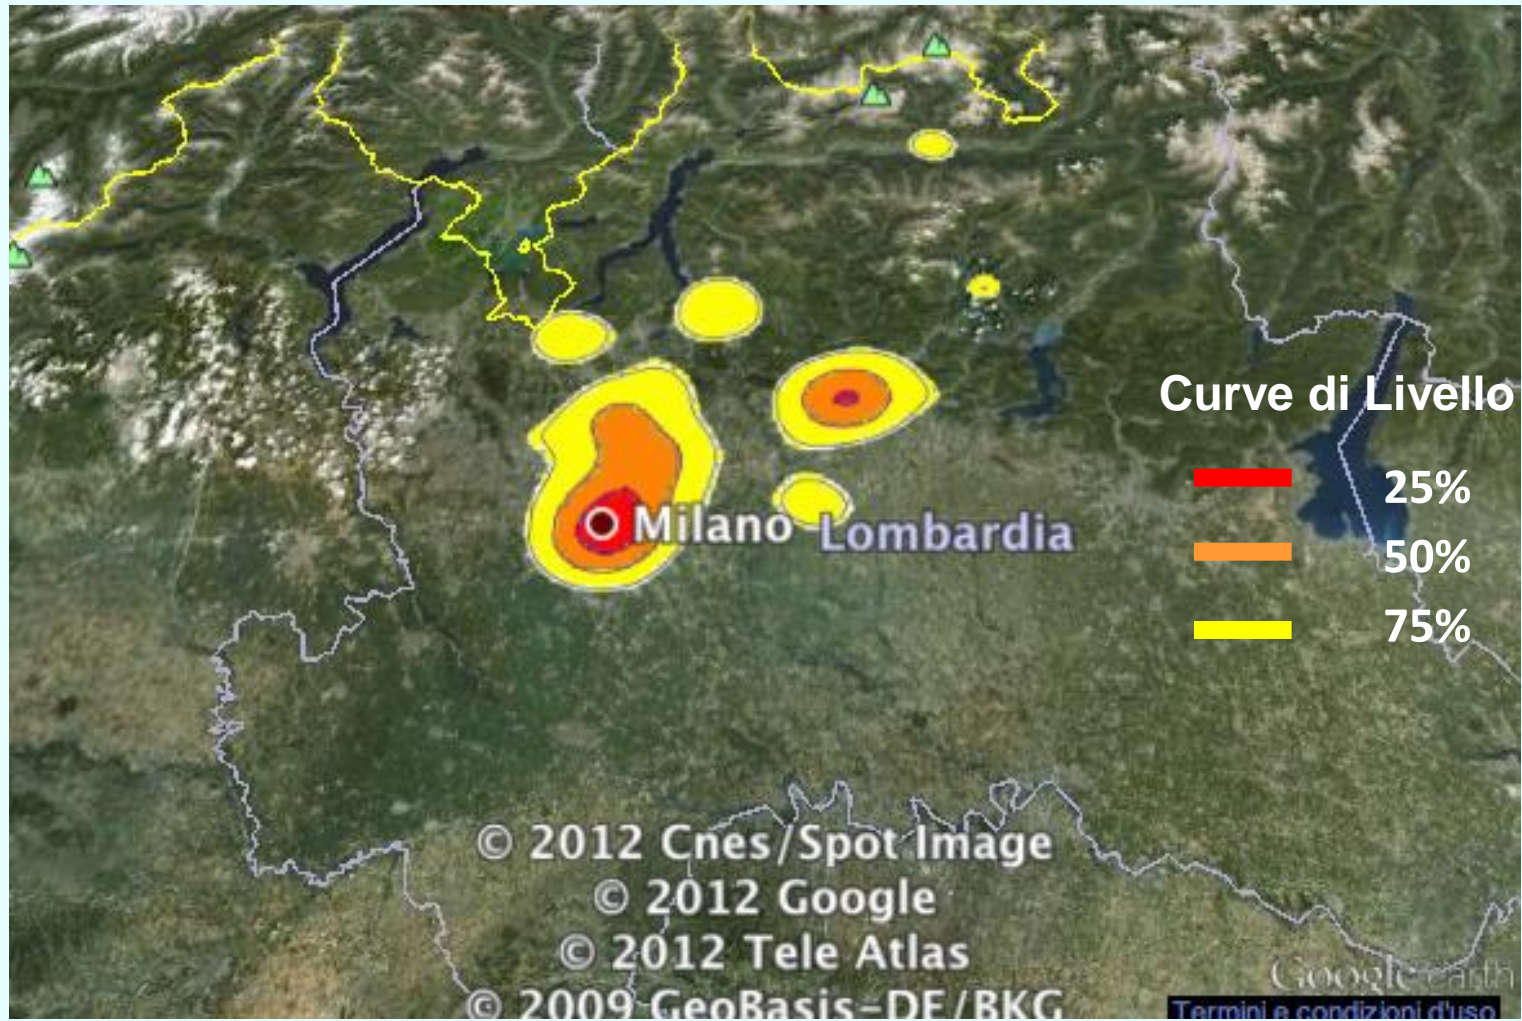 Curve di Livello
25%
Milano
Lombardia
50%
75%
© 2012 Cnes/Spot Image
© 2012 Google
© 2012 Tele Atlas
Google earth
© 2009 GeoBasis-DE/BKG
Termini e condizioni d'uso